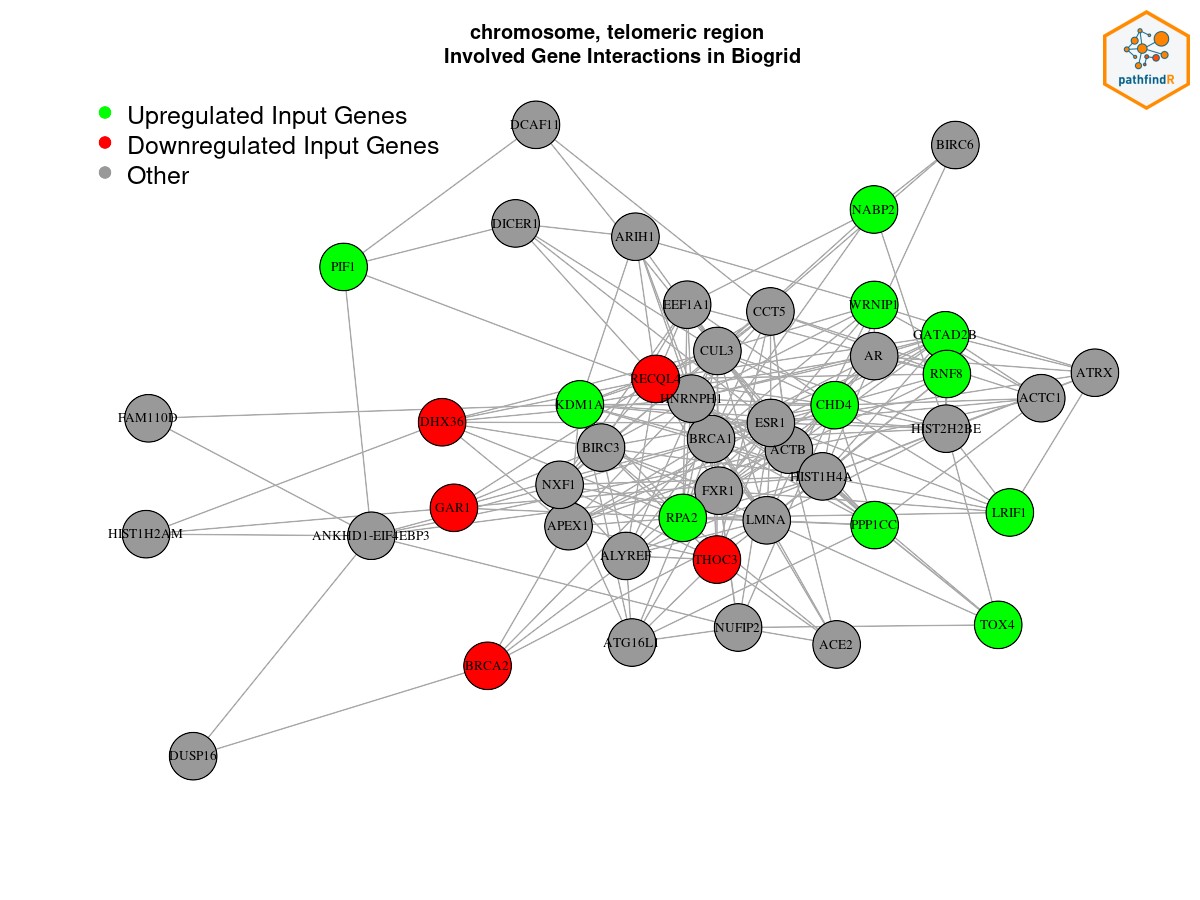 chromosome, telomeric region
Involved Gene Interactions in Biogrid
pathfindR
Upregulated Input Genes
Downregulated Input Genes
Other
DCAF11
BIRC6
NABP2
DICER1
ARIH1
PIF1
EEF1A1
CCT5
WRNIP1
GATAD2B
CUL3
AR
RNF8
ATRX
RECQL4
HNRNPH1
ACTC1
KDM1A
CHD4
FAM110D
DHX36
ESR1
HIST2H2BE
BRCA1
BIRC3
ACTB
HIST1H4A
NXF1
FXR1
GAR1
RPA2
LMNA
PPP1CC
LRIF1
HIST1H2AM
ANKHD1-EIF4EBP3
APEX1
ALYREF
THOC3
NUFIP2
TOX4
ATG16L1
ACE2
BRCA2
DUSP16